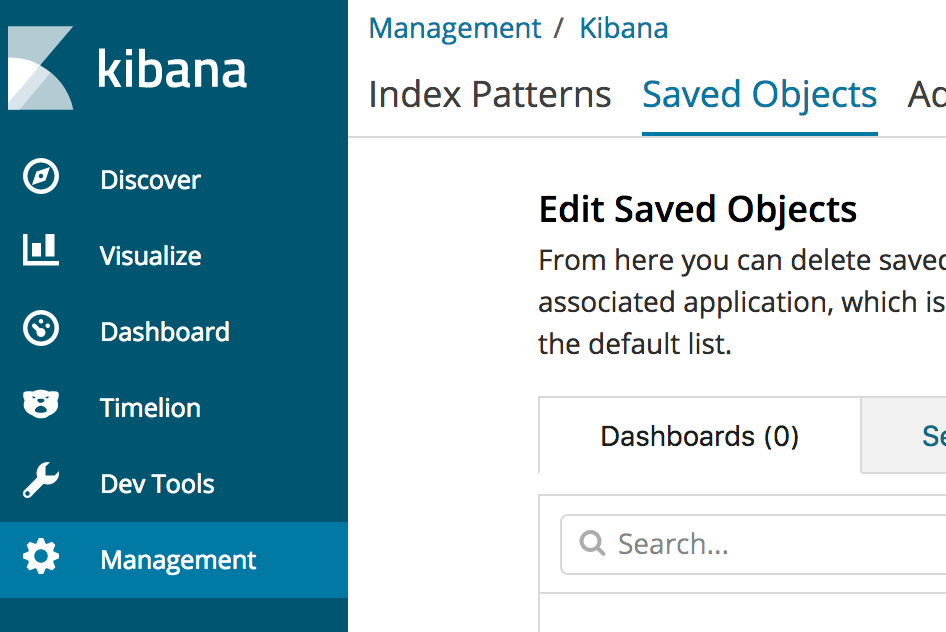 kibana
Discover
Visualize
Dashboard
Timelion
Dev Tools
Management
Management / Kibana
Index Patterns Saved Objects Ad
Edit Saved Objects
From here you can delete saved
associated application, which is
the default list.
Dashboards (0) Se
Search...